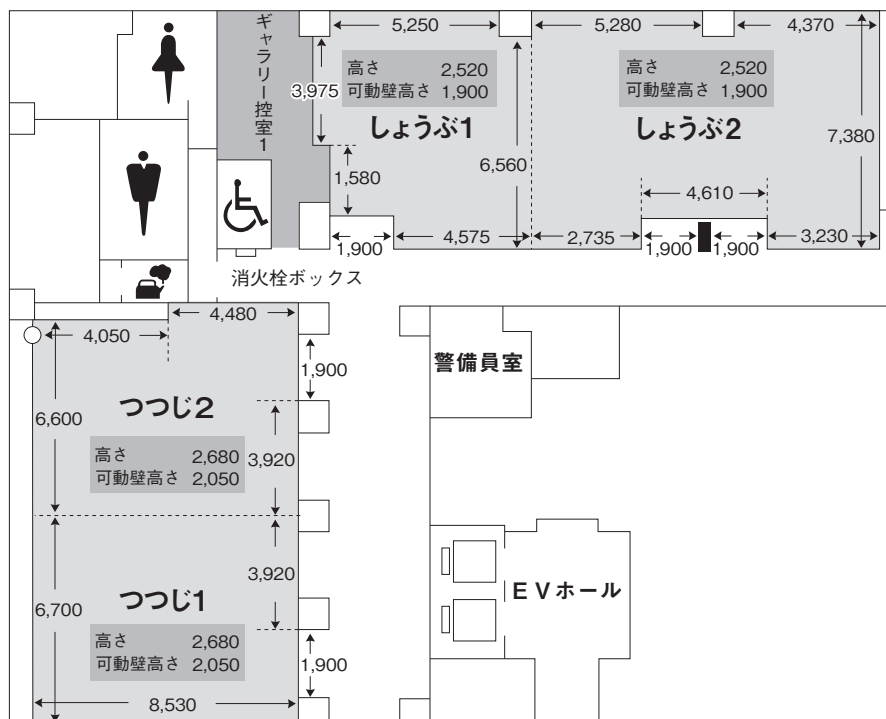 ギャラリー控室1
5,250
5,280
4,370
高さ 2,520
可動壁高さ 1,900
高さ 2,520
可動壁高さ 1,900
3,975
しょうぶ1
しょうぶ2
7,380
6,560
1,580
4,610
1,900
4,575
2,735
1,900
1,900
3,230
消火栓ボックス
4,050
4,480
1,900
警備員室
つつじ2
6,600
高さ 2,680
可動壁高さ 2,050
3,920
3,920
つつじ1
6,700
高さ 2,680
可動壁高さ 2,050
EVホール
1,900
8,530